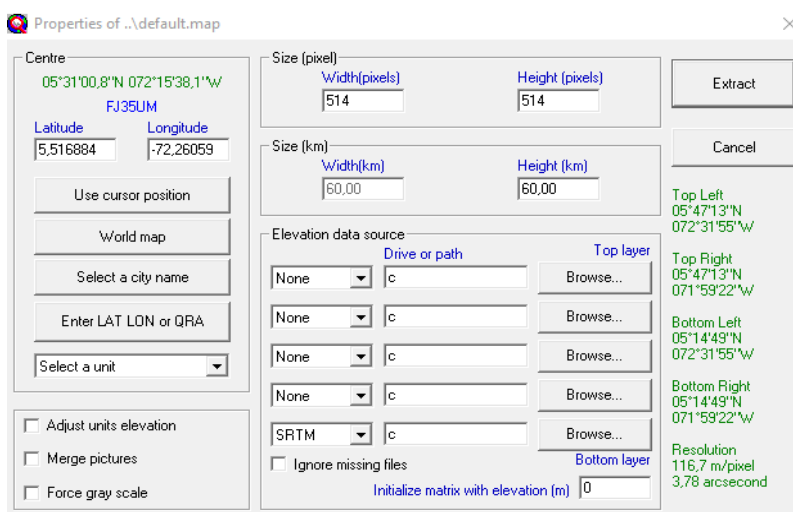 Properties of ..\default.map
Centre
05°31'00,8"N 072°15'38,1"W
FJ35UM
Latitude Longitude
5,516884 -72,26059
Use cursor position
World map
Select a city name
Enter LAT LON or QRA
Select a unit
Adjust units elevation
Merge pictures
Force gray scale
Size (pixel)
Width(pixels) Height (pixels)
514 514
Size (km)
Width(km) Height (km)
60,00 60,00
Elevation data source
Drive or path Top layer
None c Browse...
None c Browse...
None c Browse...
None c Browse...
SRTM c Browse...
Ignore missing files Bottom layer
Initialize matrix with elevation (m) 0
Extract
Cancel
Top Left
05°47'13"N
072°31'55"W
Top Right
05°47'13"N
071°59'22"W
Bottom Left
05°14'49"N
072°31'55"W
Bottom Right
05°14'49"N
071°59'22"W
Resolution
116,7 m/pixel
3,78 arcsecond